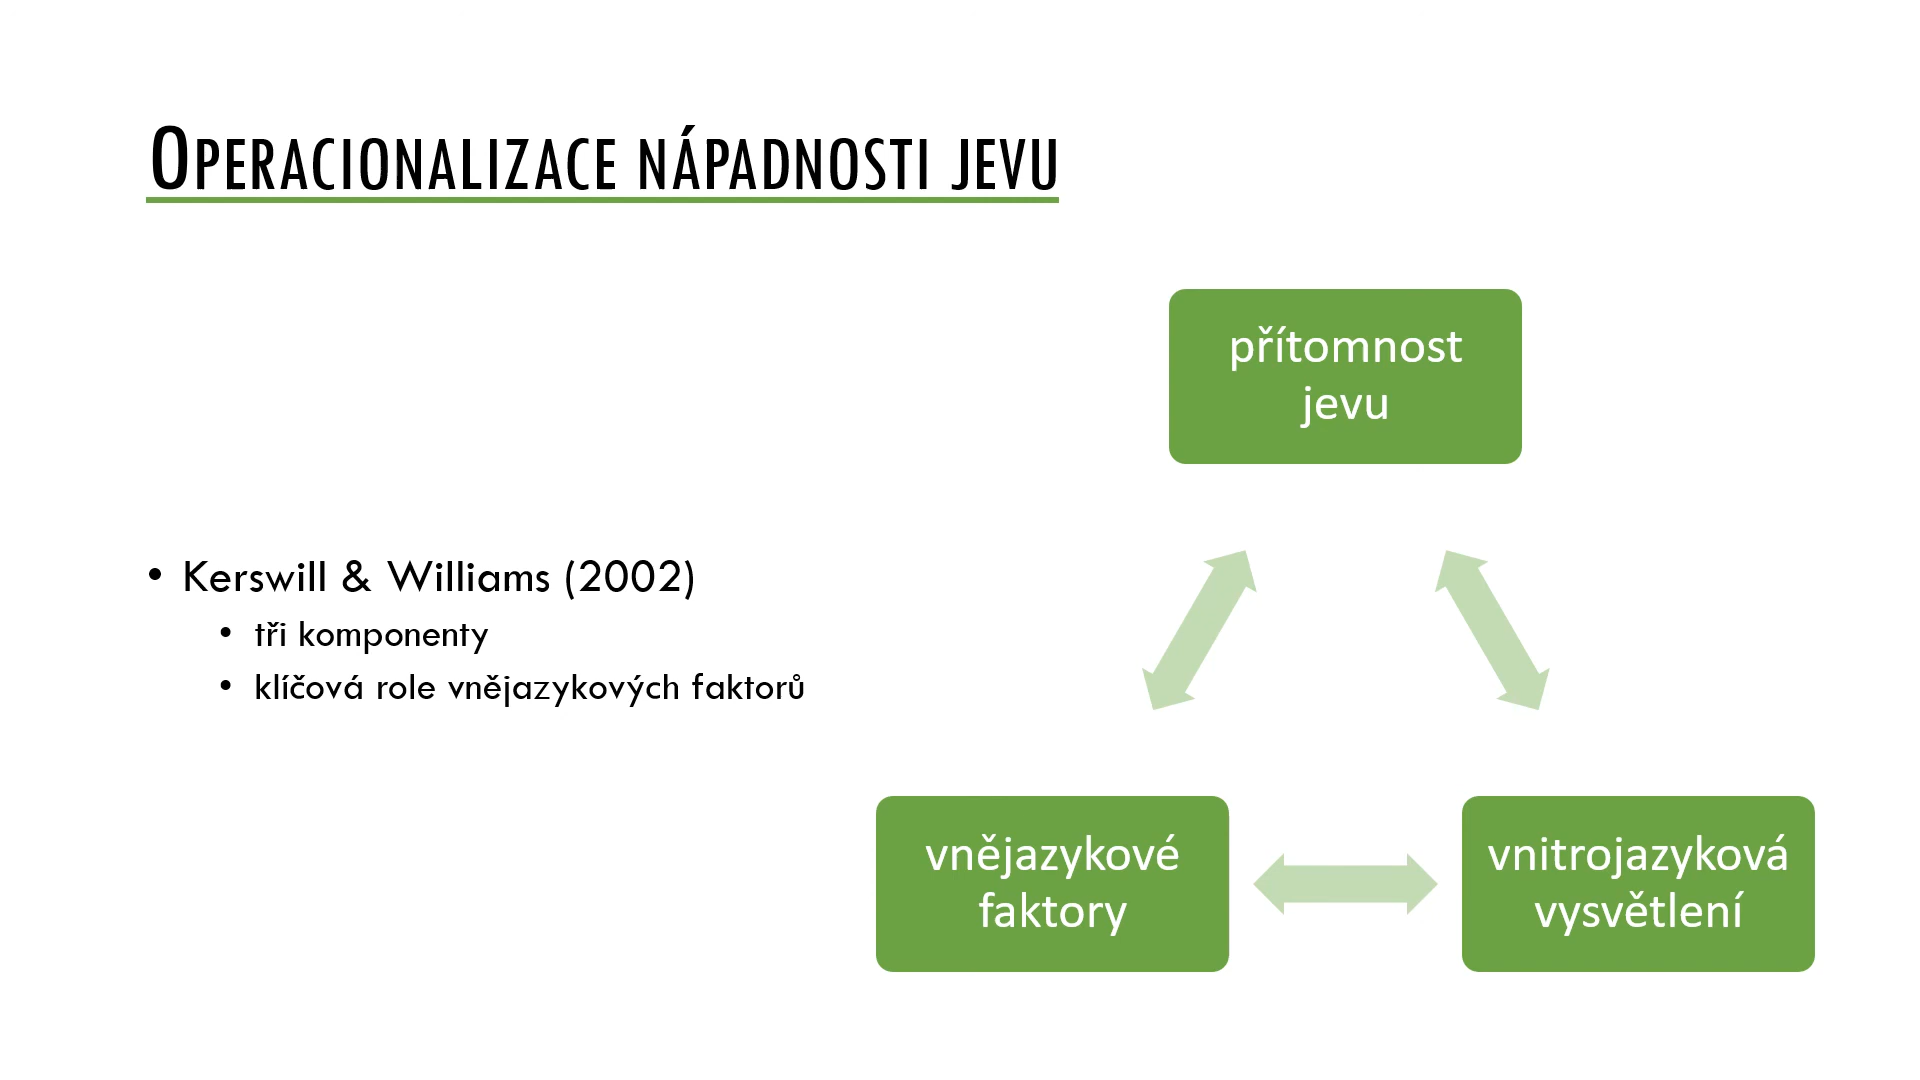 OPERACIONALIZACE NÁPADNOSTI JEVU
• Kerswill & Williams (2002)
• tři komponenty
• klíčová role vnějazykových faktorů
přítomnost
jevu
vnějazykové
faktory
vnitrojazyková
vysvětlení